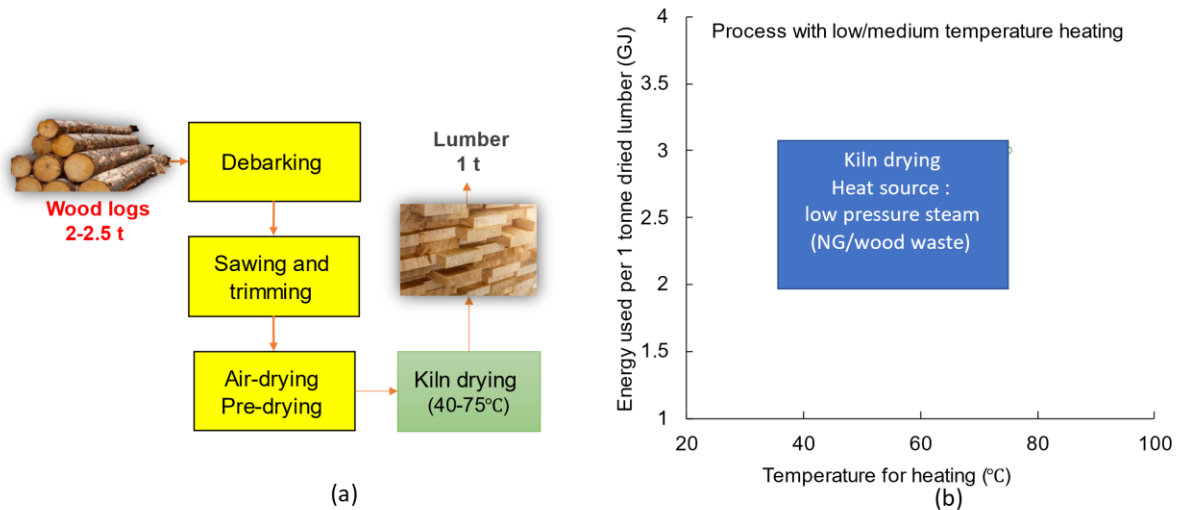 Wood logs
2-2.5 t
Debarking
Sawing and
trimming
Air-drying
Pre-drying
Kiln drying
(40-75℃)
Lumber
1 t
(a)
Process with low/medium temperature heating
Energy used per 1 tonne dried lumber (GJ)
4
3.5
3
2.5
2
1.5
1
Kiln drying
Heat source :
low pressure steam
(NG/wood waste)
20
40
60
80
100
Temperature for heating (℃)
(b)